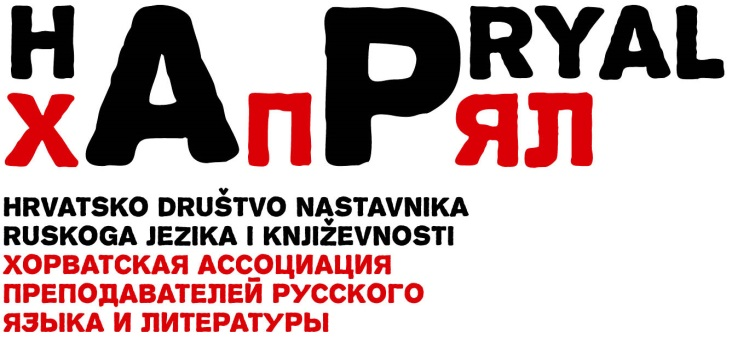 HAPRYAL
ХАПРЯЛ
HRVATSKO DRUŠTVO NASTAVNIKA
RUSKOGA JEZIKA I KNJIŽEVNOSTI
ХОРВАТСКАЯ АССОЦИАЦИЯ
ПРЕПОДАВАТЕЛЕЙ РУССКОГО
ЯЗЫКА И ЛИТЕРАТУРЫ